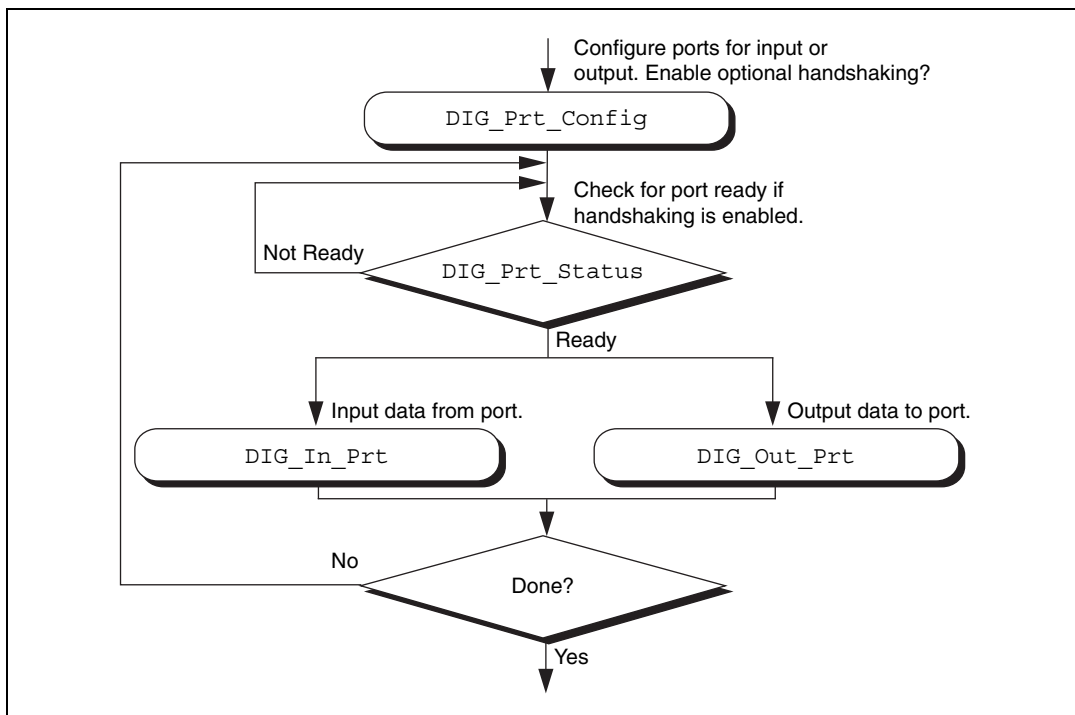 Configure ports for input or
output. Enable optional handshaking?
DIG_Prt_Config
Check for port ready if
handshaking is enabled.
Not Ready
DIG_Prt_Status
Ready
Input data from port.
Output data to port.
DIG_In_Prt
DIG_Out_Prt
No
Done?
Yes